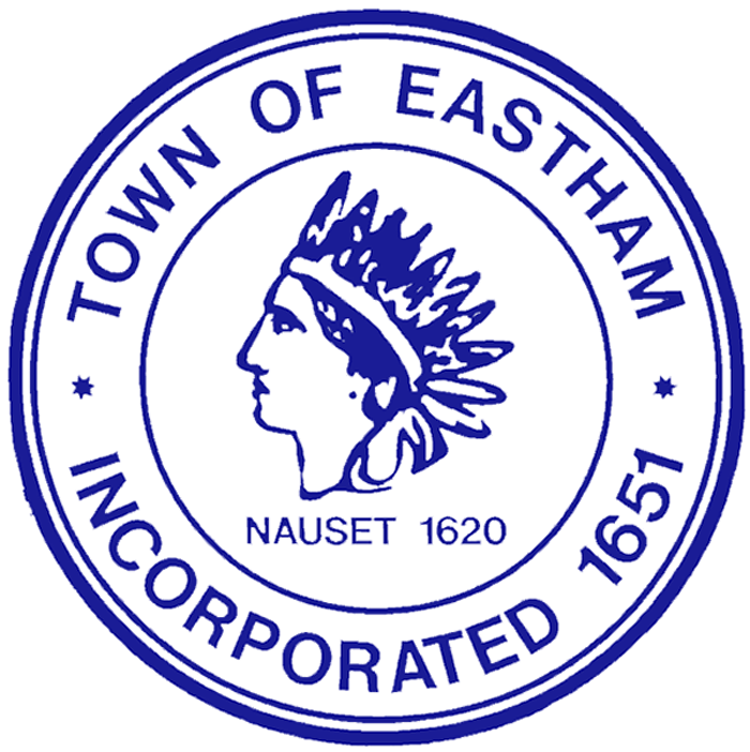 TOWN OF EASTHAM
NAUSET 1620
INCORPORATED 1651